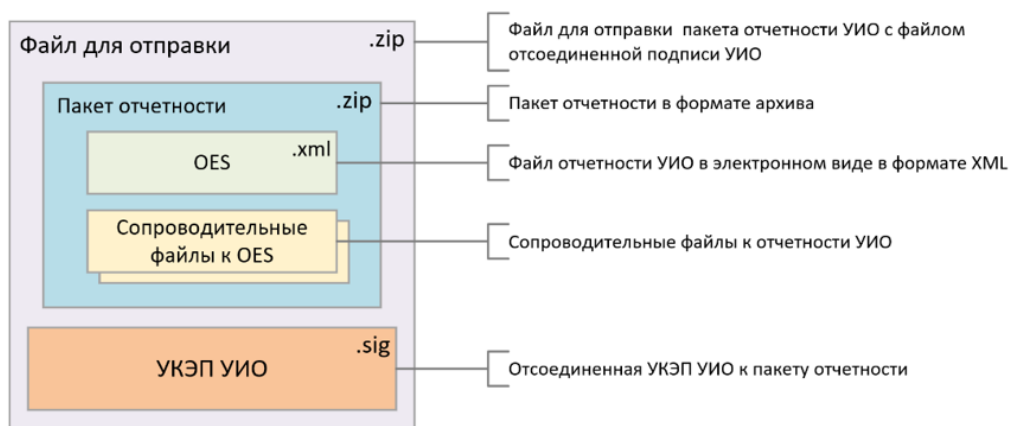 Файл для отправки
.zip
Файл для отправки пакета отчетности УИО с файлом
отсоединенной подписи УИО
Пакет отчетности
.zip
Пакет отчетности в формате архива
OES
.xml
Файл отчетности УИО в электронном виде в формате XML
Сопроводительные
файлы к OES
Сопроводительные файлы к отчетности УИО
УКЭП УИО
.sig
Отсоединенная УКЭП УИО к пакету отчетности